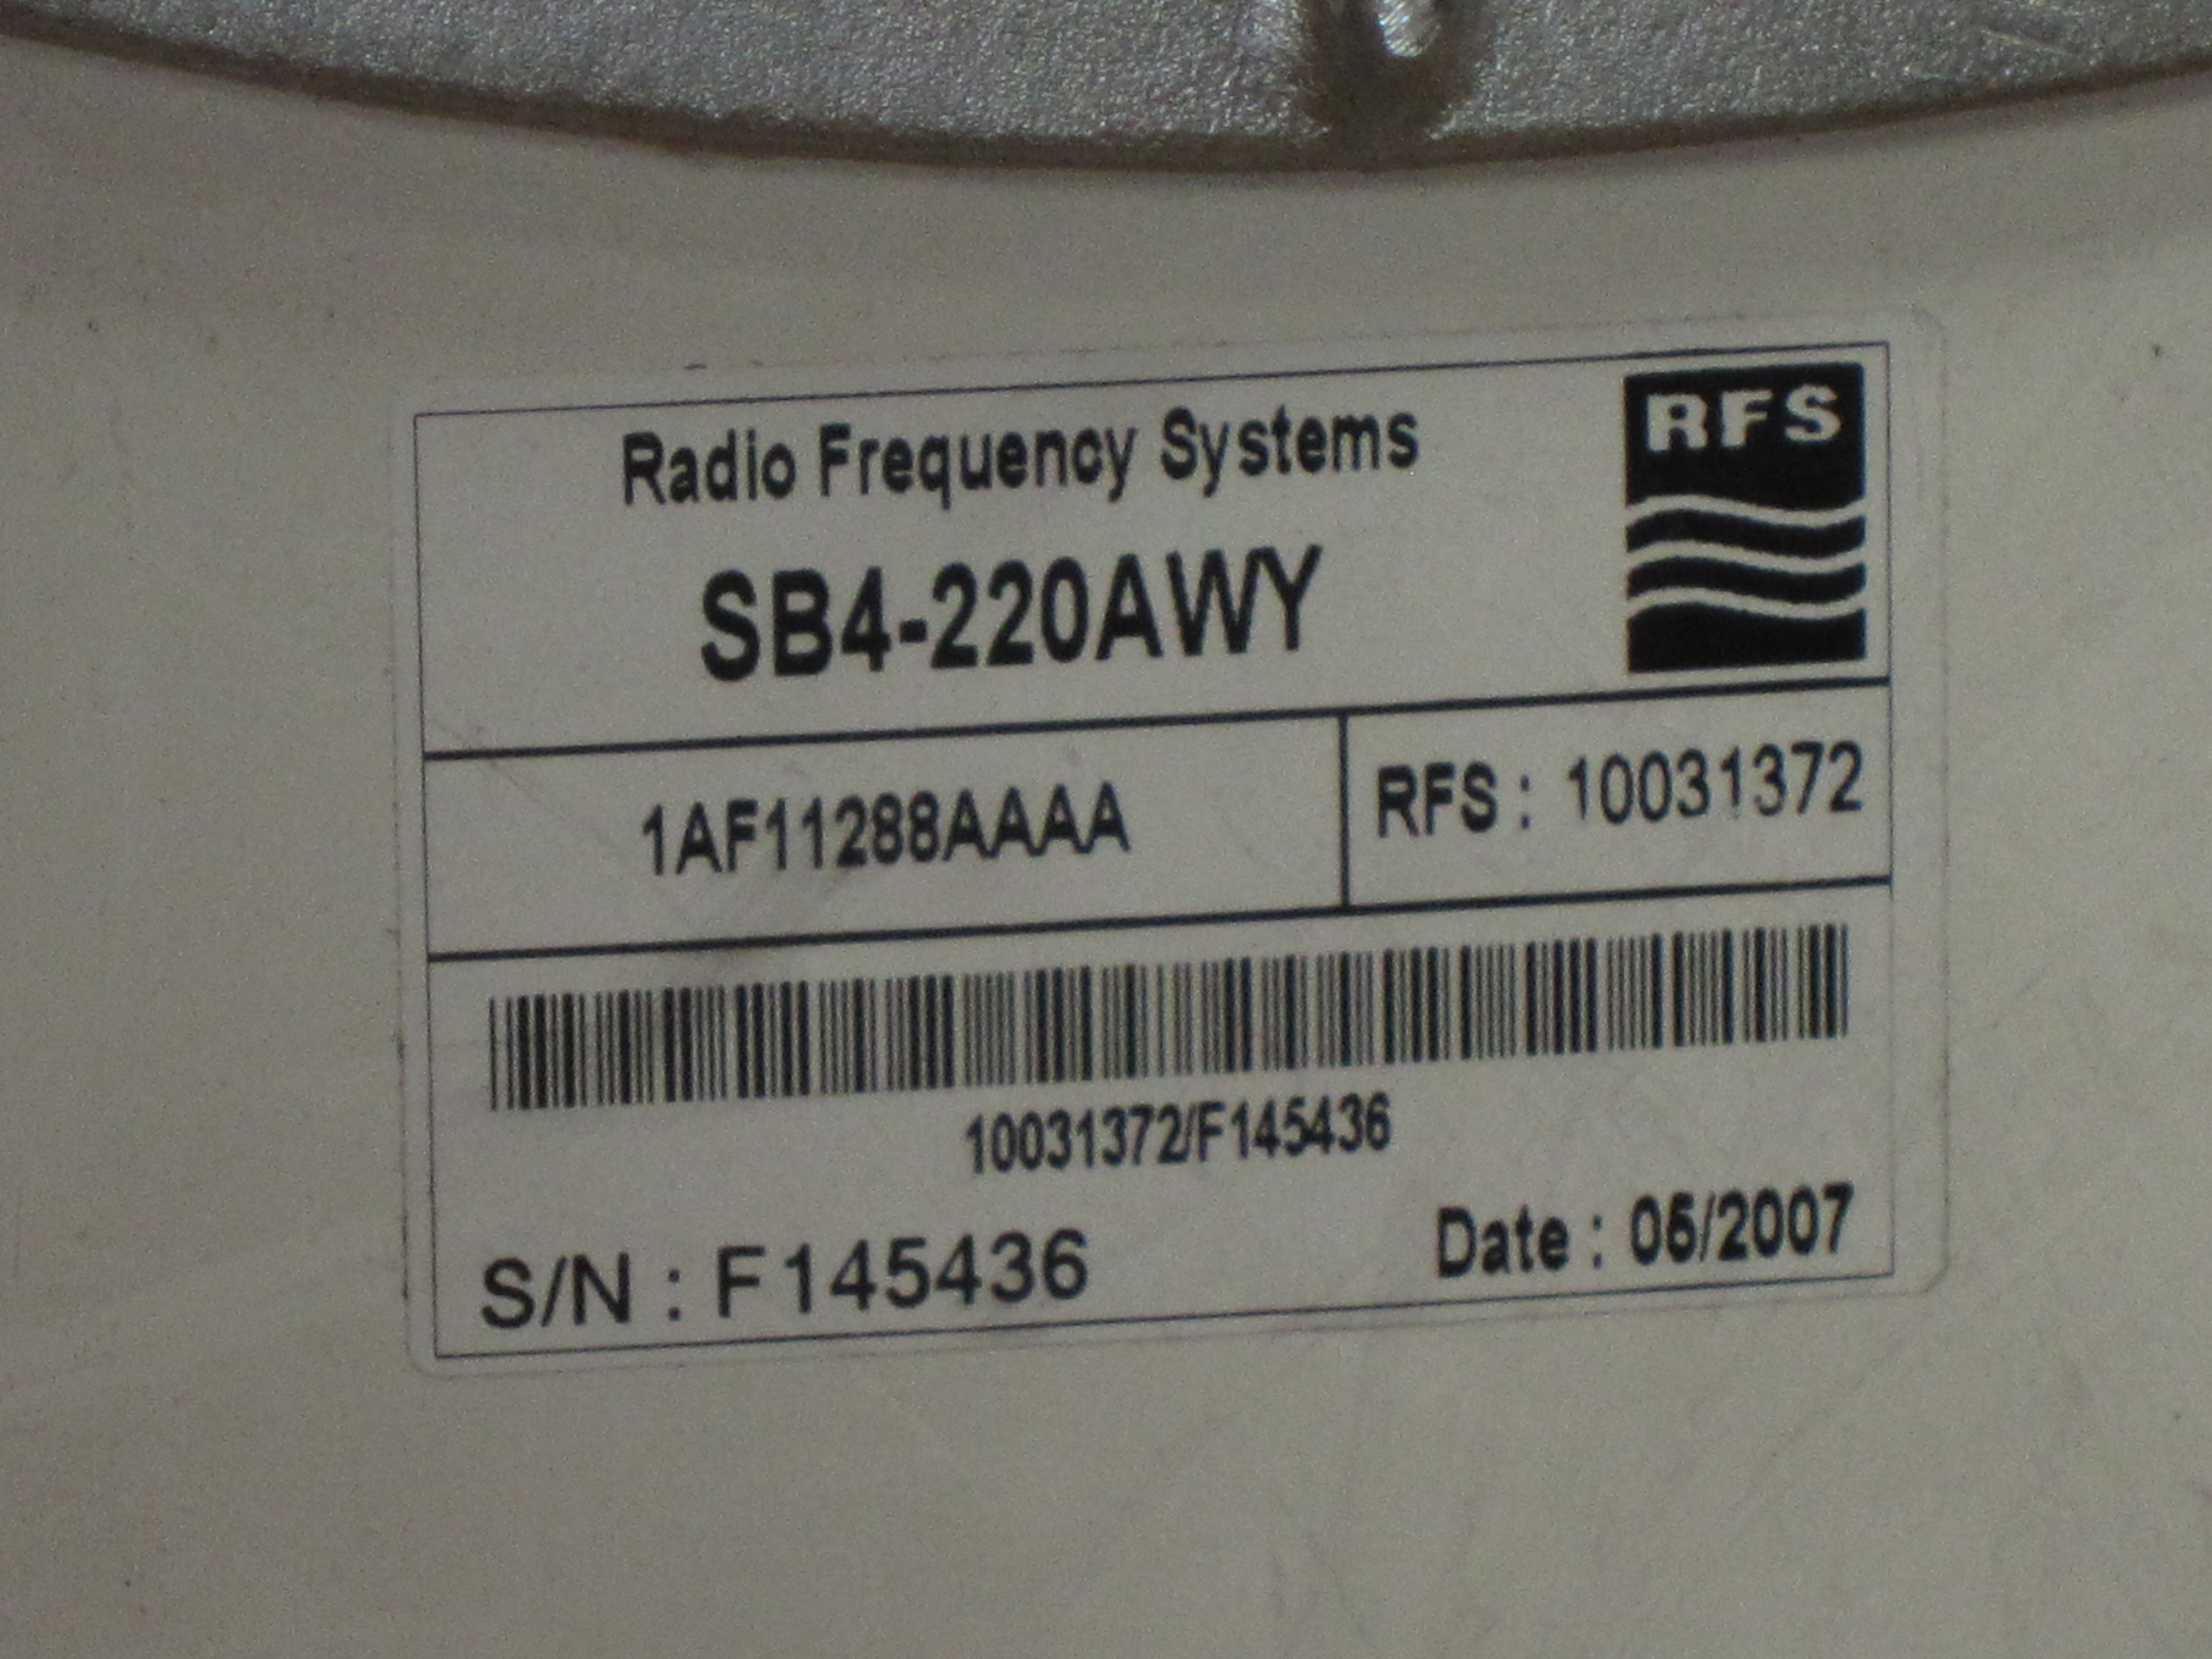 RFS
Radio Frequency Systems
SB4-220AWY
1AF11288AAAA
RFS : 10031372
10031372/F145436
S/N : F145436
Date : 05/2007